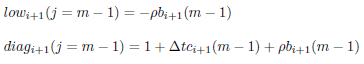 low_{i+1}(j = m − 1) = −ρb_{i+1}(m − 1)
diag_{i+1}(j = m − 1) = 1 + Δtc_{i+1}(m − 1) + ρb_{i+1}(m − 1)